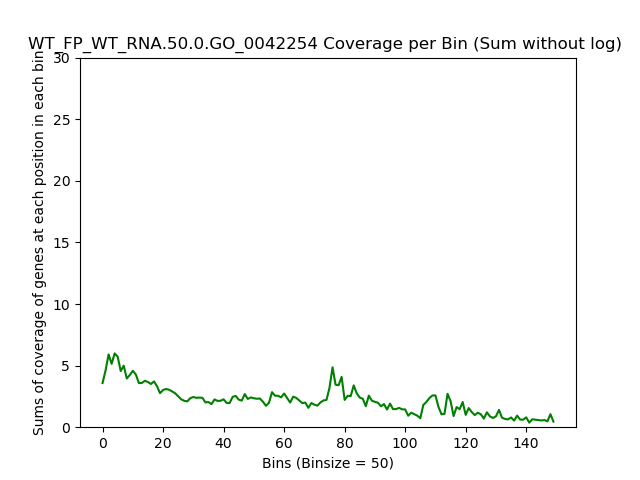 WT_FP_WT_RNA.50.0.GO_0042254 Coverage per Bin (Sum without log)
Sums of coverage of genes at each position in each bin
30
25
20
15
10
5
0
0 20 40 60 80 100 120 140
Bins (Binsize = 50)